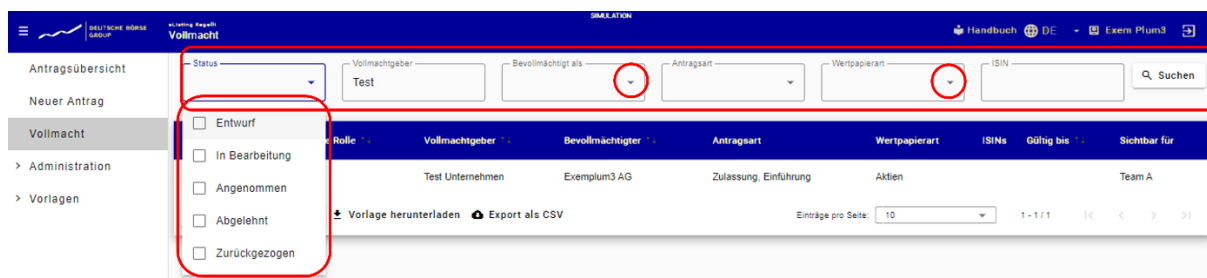 SIMULATION
DEUTSCHE BÖRSE
GROUP
eListing Regelli
Vollmacht
Handbuch DE Exem Plum3
Antragsübersicht
Neuer Antrag
Vollmacht
Administration
Vorlagen
Status Vollmachtgeber Bevollmächtigt als Antragsart Wertpapierart ISIN
Test Suchen
Entwurf
In Bearbeitung
Angenommen
Abgelehnt
Zurückgezogen
Rolle Vollmachtgeber Bevollmächtigter Antragsart Wertpapierart ISINs Gültig bis Sichtbar für
Test Unternehmen Exemplum3 AG Zulassung, Einführung Aktien Team A
Vorlage herunterladen Export als CSV Einträge pro Seite: 10 1 - 1 / 1